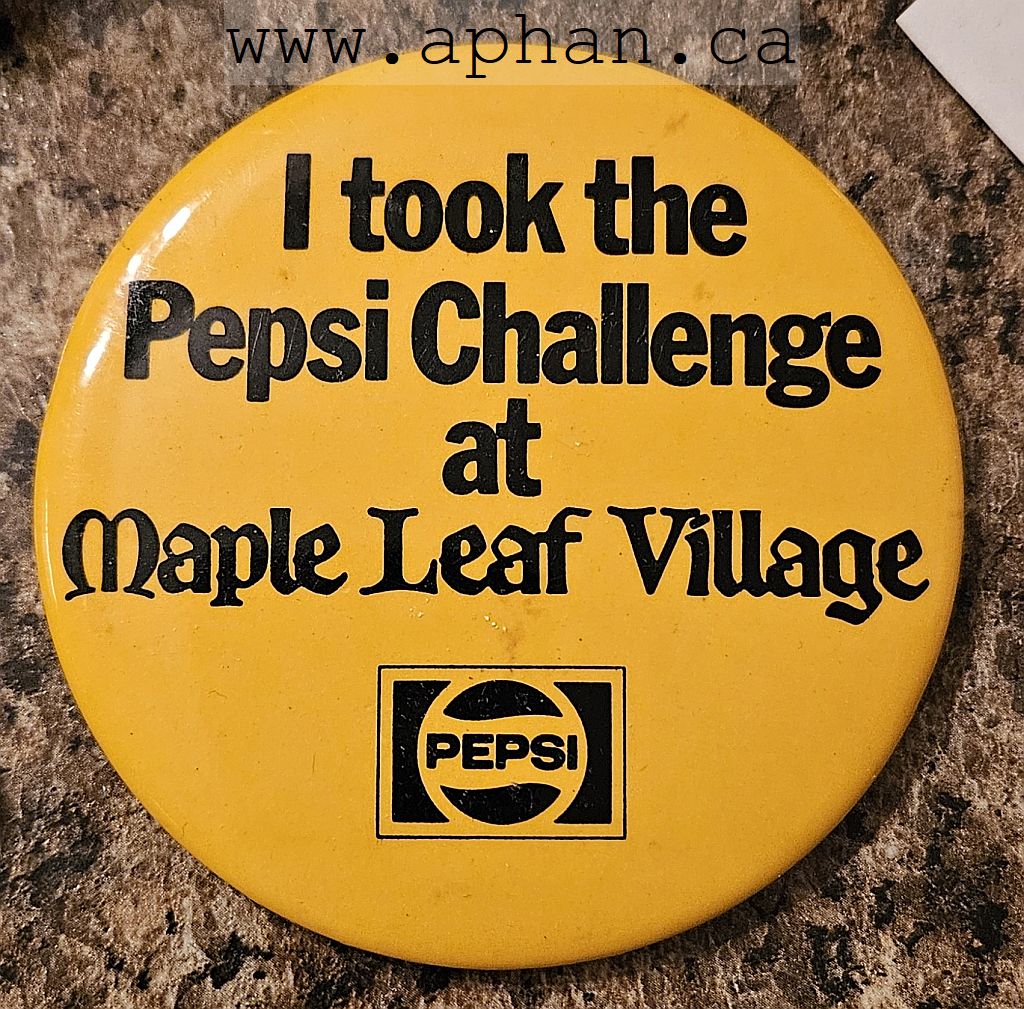 www.aphan.ca
I took the
Pepsi Challenge
at
Maple Leaf Village
PEPSI